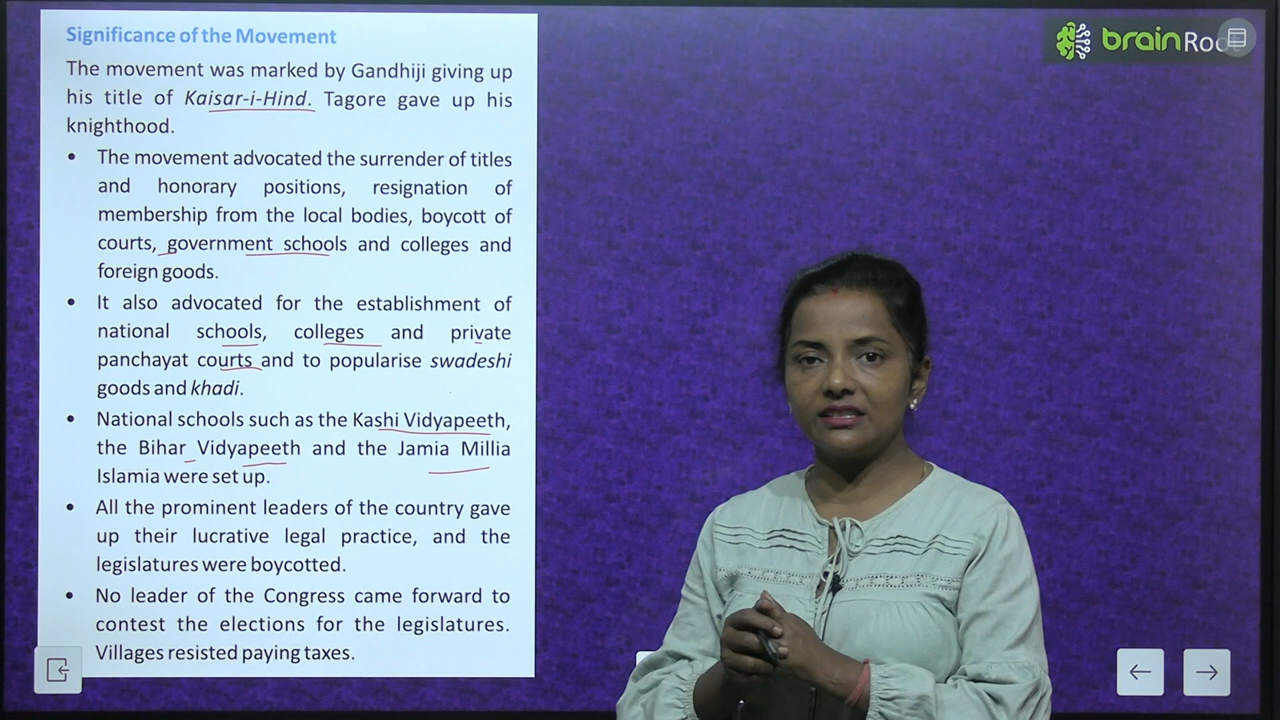 Significance of the Movement
The movement was marked by Gandhiji giving up
his title of Kaisar-i-Hind. Tagore gave up his
knighthood.
• The movement advocated the surrender of titles
and honorary positions, resignation of
membership from the local bodies, boycott of
courts, government schools and colleges and
foreign goods.
• It also advocated for the establishment of
national schools, colleges and private
panchayat courts and to popularise swadeshi
goods and khadi.
• National schools such as the Kashi Vidyapeeth,
the Bihar Vidyapeeth and the Jamia Millia
Islamia were set up.
• All the prominent leaders of the country gave
up their lucrative legal practice, and the
legislatures were boycotted.
• No leader of the Congress came forward to
contest the elections for the legislatures.
Villages resisted paying taxes.
brain